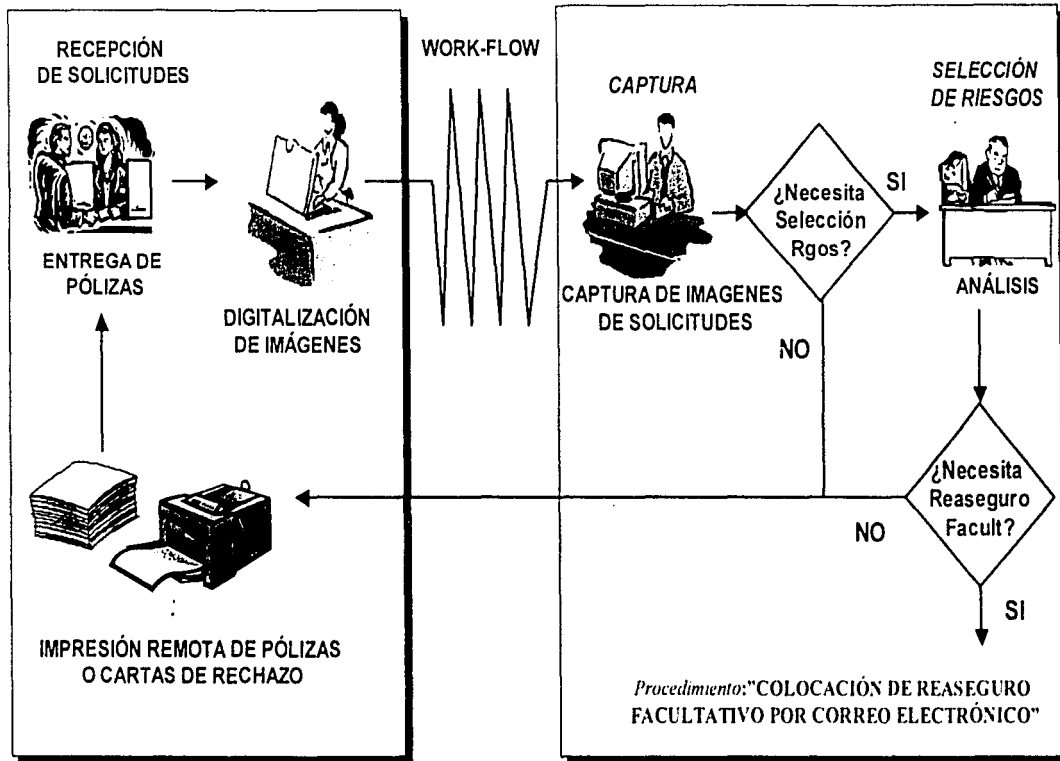 RECEPCIÓN
DE SOLICITUDES
ENTREGA DE
PÓLIZAS
DIGITALIZACIÓN
DE IMÁGENES
IMPRESIÓN REMOTA DE PÓLIZAS
O CARTAS DE RECHAZO
WORK-FLOW
CAPTURA
CAPTURA DE IMAGENES
DE SOLICITUDES
¿Necesita
Selección
Rgos?
SI
NO
SELECCIÓN
DE RIESGOS
ANÁLISIS
¿Necesita
Reaseguro
Facult?
NO
SI
Procedimiento:"COLOCACIÓN DE REASEGURO
FACULTATIVO POR CORREO ELECTRÓNICO"